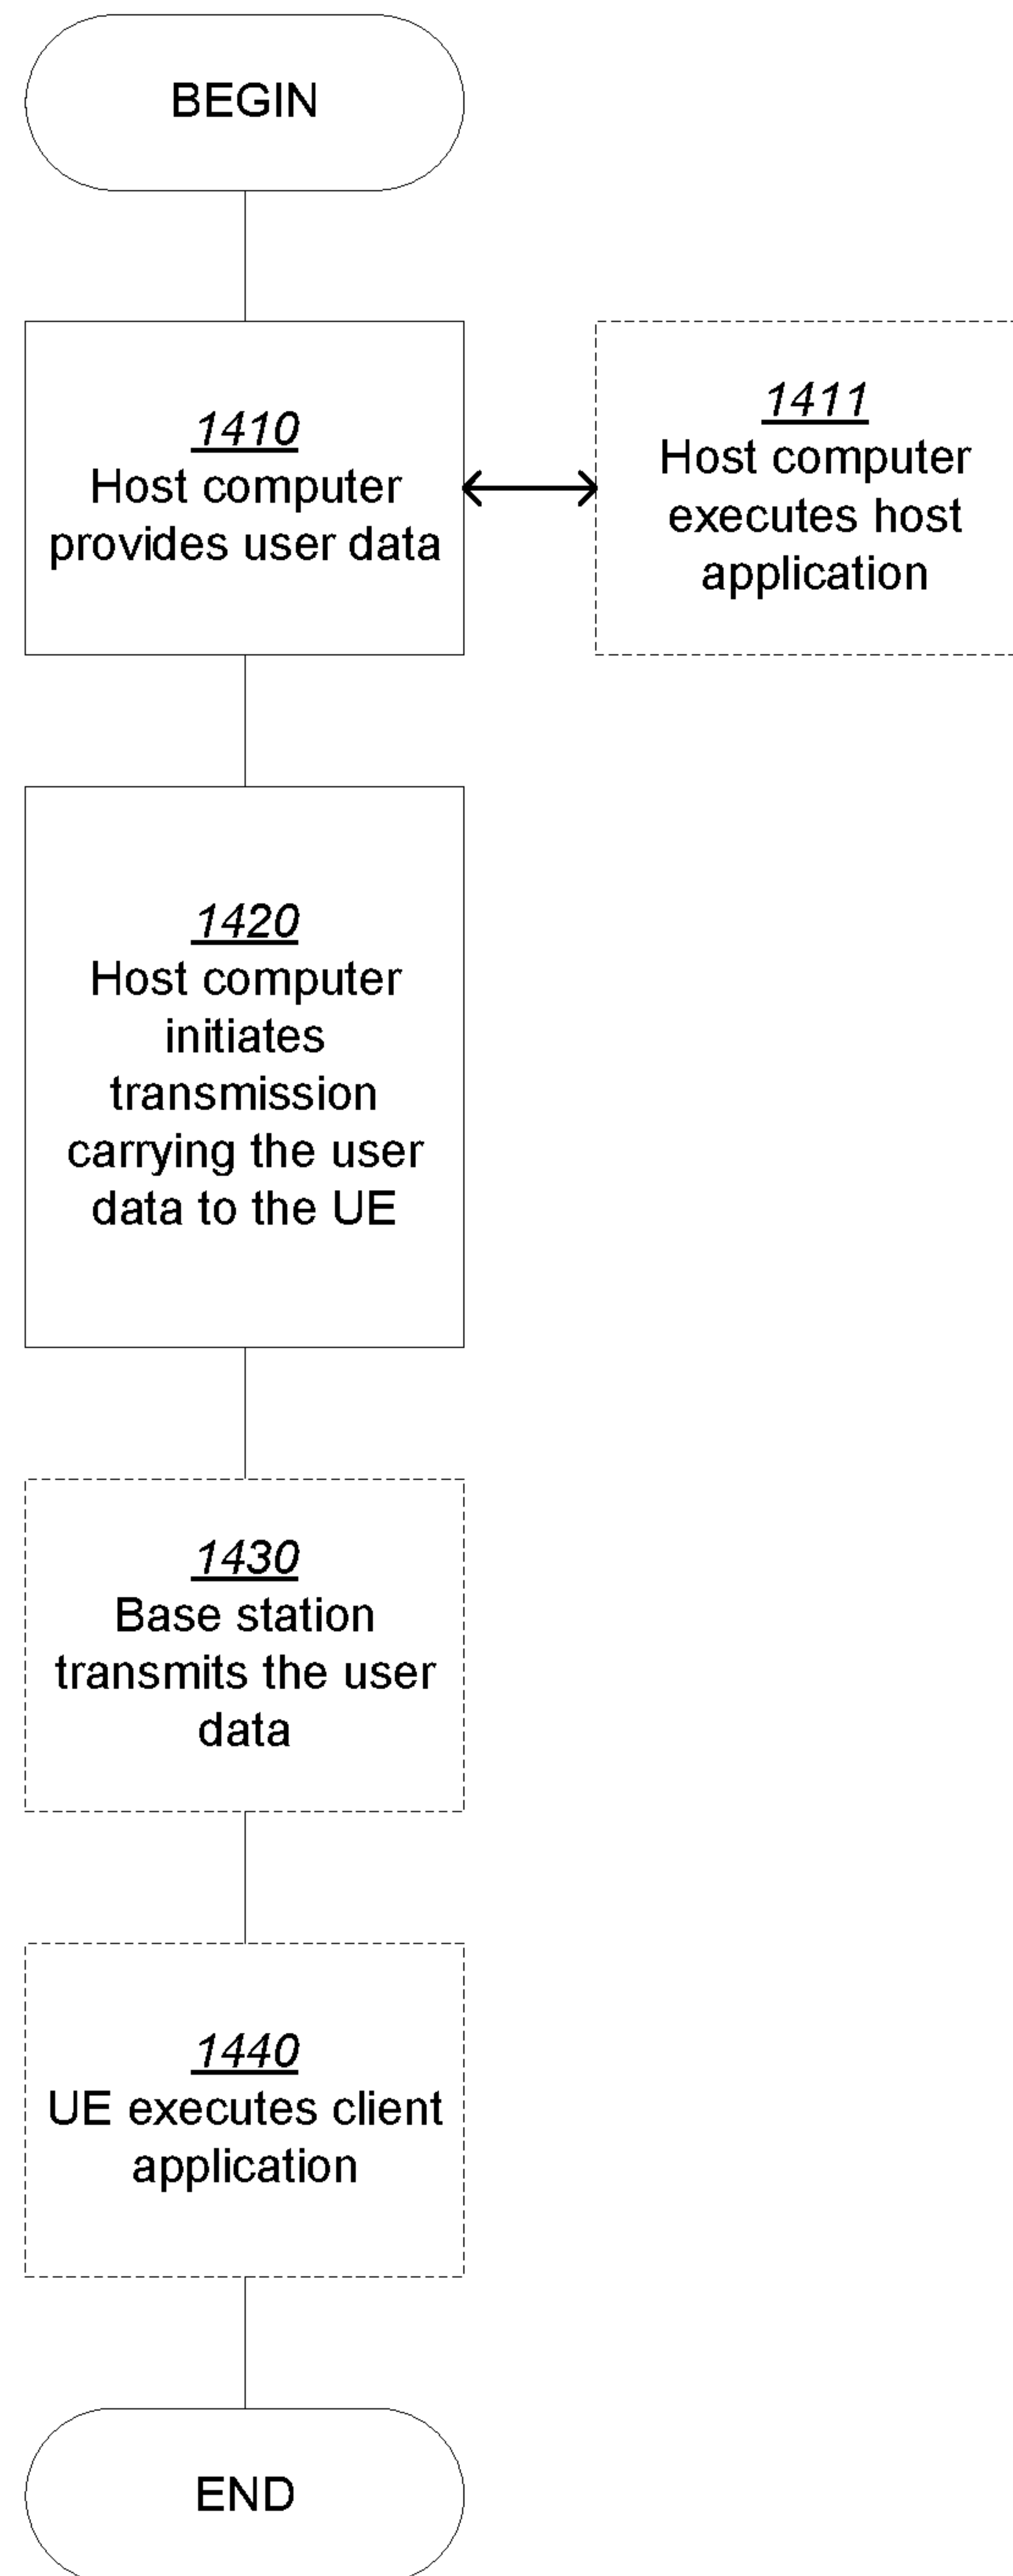 BEGIN
1410
Host computer
provides user data
1411
Host computer
executes host
application
1420
Host computer
initiates
transmission
carrying the user
data to the UE
1430
Base station
transmits the user
data
1440
UE executes client
application
END